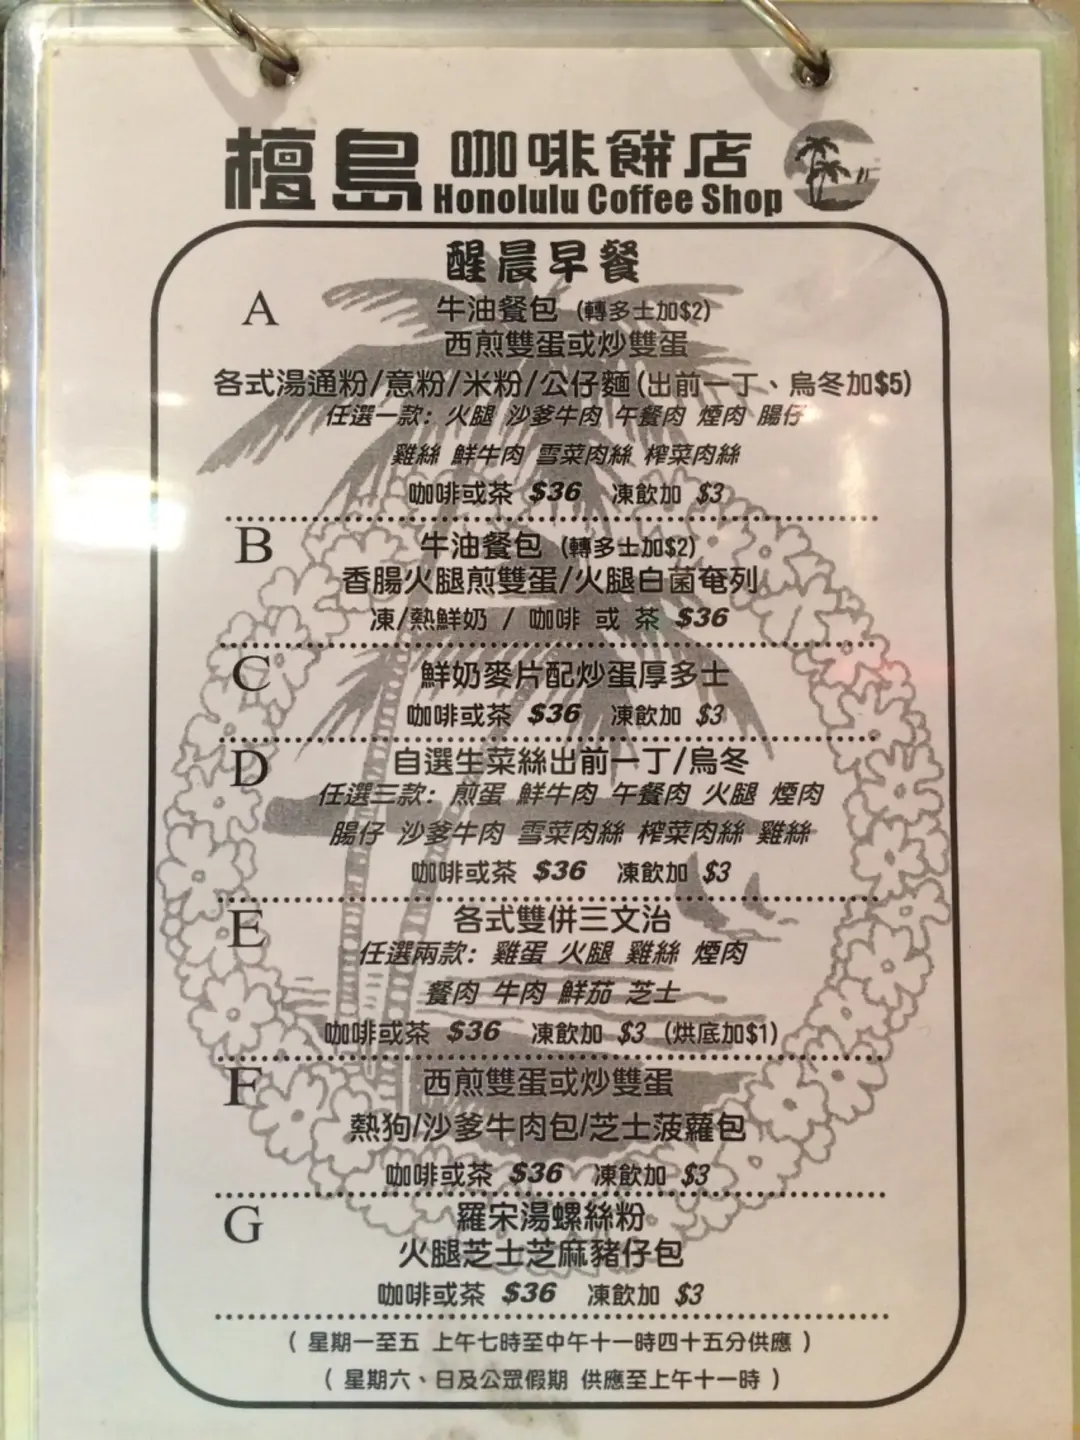 檀島 咖啡餅店
Honolulu Coffee Shop
醒晨早餐
A 牛油餐包 (轉多士加$2)
西煎雙蛋或炒雙蛋
各式湯通粉/意粉/米粉/公仔麵(出前一丁、烏冬加$5)
任選一款: 火腿 沙爹牛肉 午餐肉 煙肉 腸仔
雞絲 鮮牛肉 雪菜肉絲 榨菜肉絲
咖啡或茶 $36 凍飲加 $3
B 牛油餐包 (轉多士加$2)
香腸火腿煎雙蛋/火腿白菌奄列
凍/熱鮮奶 / 咖啡 或 茶 $36
C 鮮奶麥片配炒蛋厚多士
咖啡或茶 $36 凍飲加 $3
D 自選生菜絲出前一丁/烏冬
任選三款: 煎蛋 鮮牛肉 午餐肉 火腿 煙肉
腸仔 沙爹牛肉 雪菜肉絲 榨菜肉絲 雞絲
咖啡或茶 $36 凍飲加 $3
E 各式雙併三文治
任選兩款: 雞蛋 火腿 雞絲 煙肉
餐肉 牛肉 鮮茄 芝士
咖啡或茶 $36 凍飲加 $3 (烘底加$1)
F 西煎雙蛋或炒雙蛋
熱狗/沙爹牛肉包/芝士菠蘿包
咖啡或茶 $36 凍飲加 $3
G 羅宋湯螺絲粉
火腿芝士芝麻豬仔包
咖啡或茶 $36 凍飲加 $3
( 星期一至五 上午七時至中午十一時四十五分供應 )
( 星期六、日及公眾假期 供應至上午十一時 )